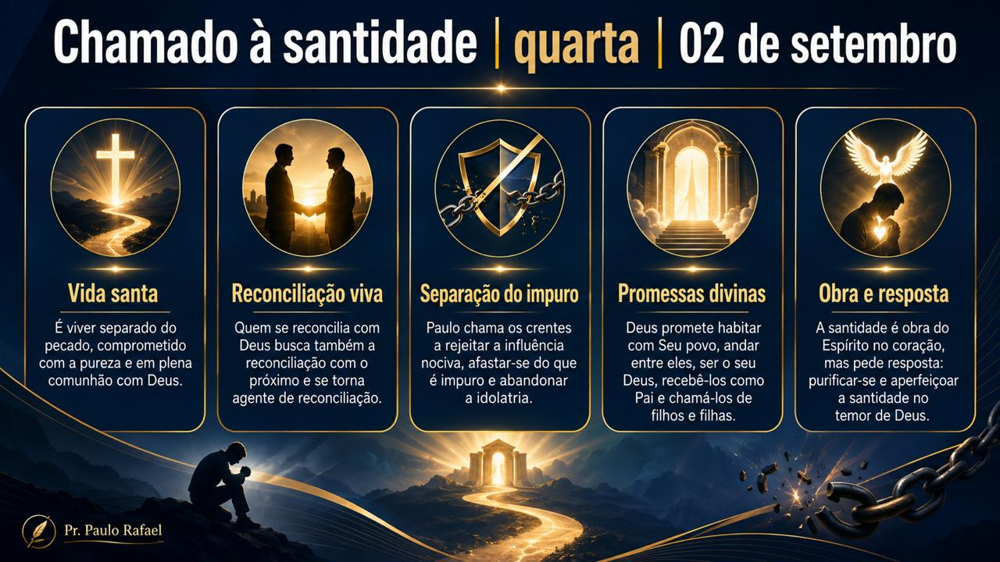 Chamado à santidade | quarta | 02 de setembro
Vida santa
É viver separado do
pecado, comprometido
com a pureza e em plena
comunhão com Deus.
Reconciliação viva
Quem se reconcilia com
Deus busca também a
reconciliação com o
próximo e se torna
agente de reconciliação.
Separação do impuro
Paulo chama os crentes
a rejeitar a influência
nociva, afastar-se do que
é impuro e abandonar
a idolatria.
Promessas divinas
Deus promete habitar
com Seu povo, andar
entre eles, ser o seu
Deus, recebê-los como
Pai e chamá-los de
filhos e filhas.
Obra e resposta
A santidade é obra do
Espírito no coração,
mas pede resposta:
purificar-se e aperfeiçoar
a santidade no
temor de Deus.
Pr. Paulo Rafael